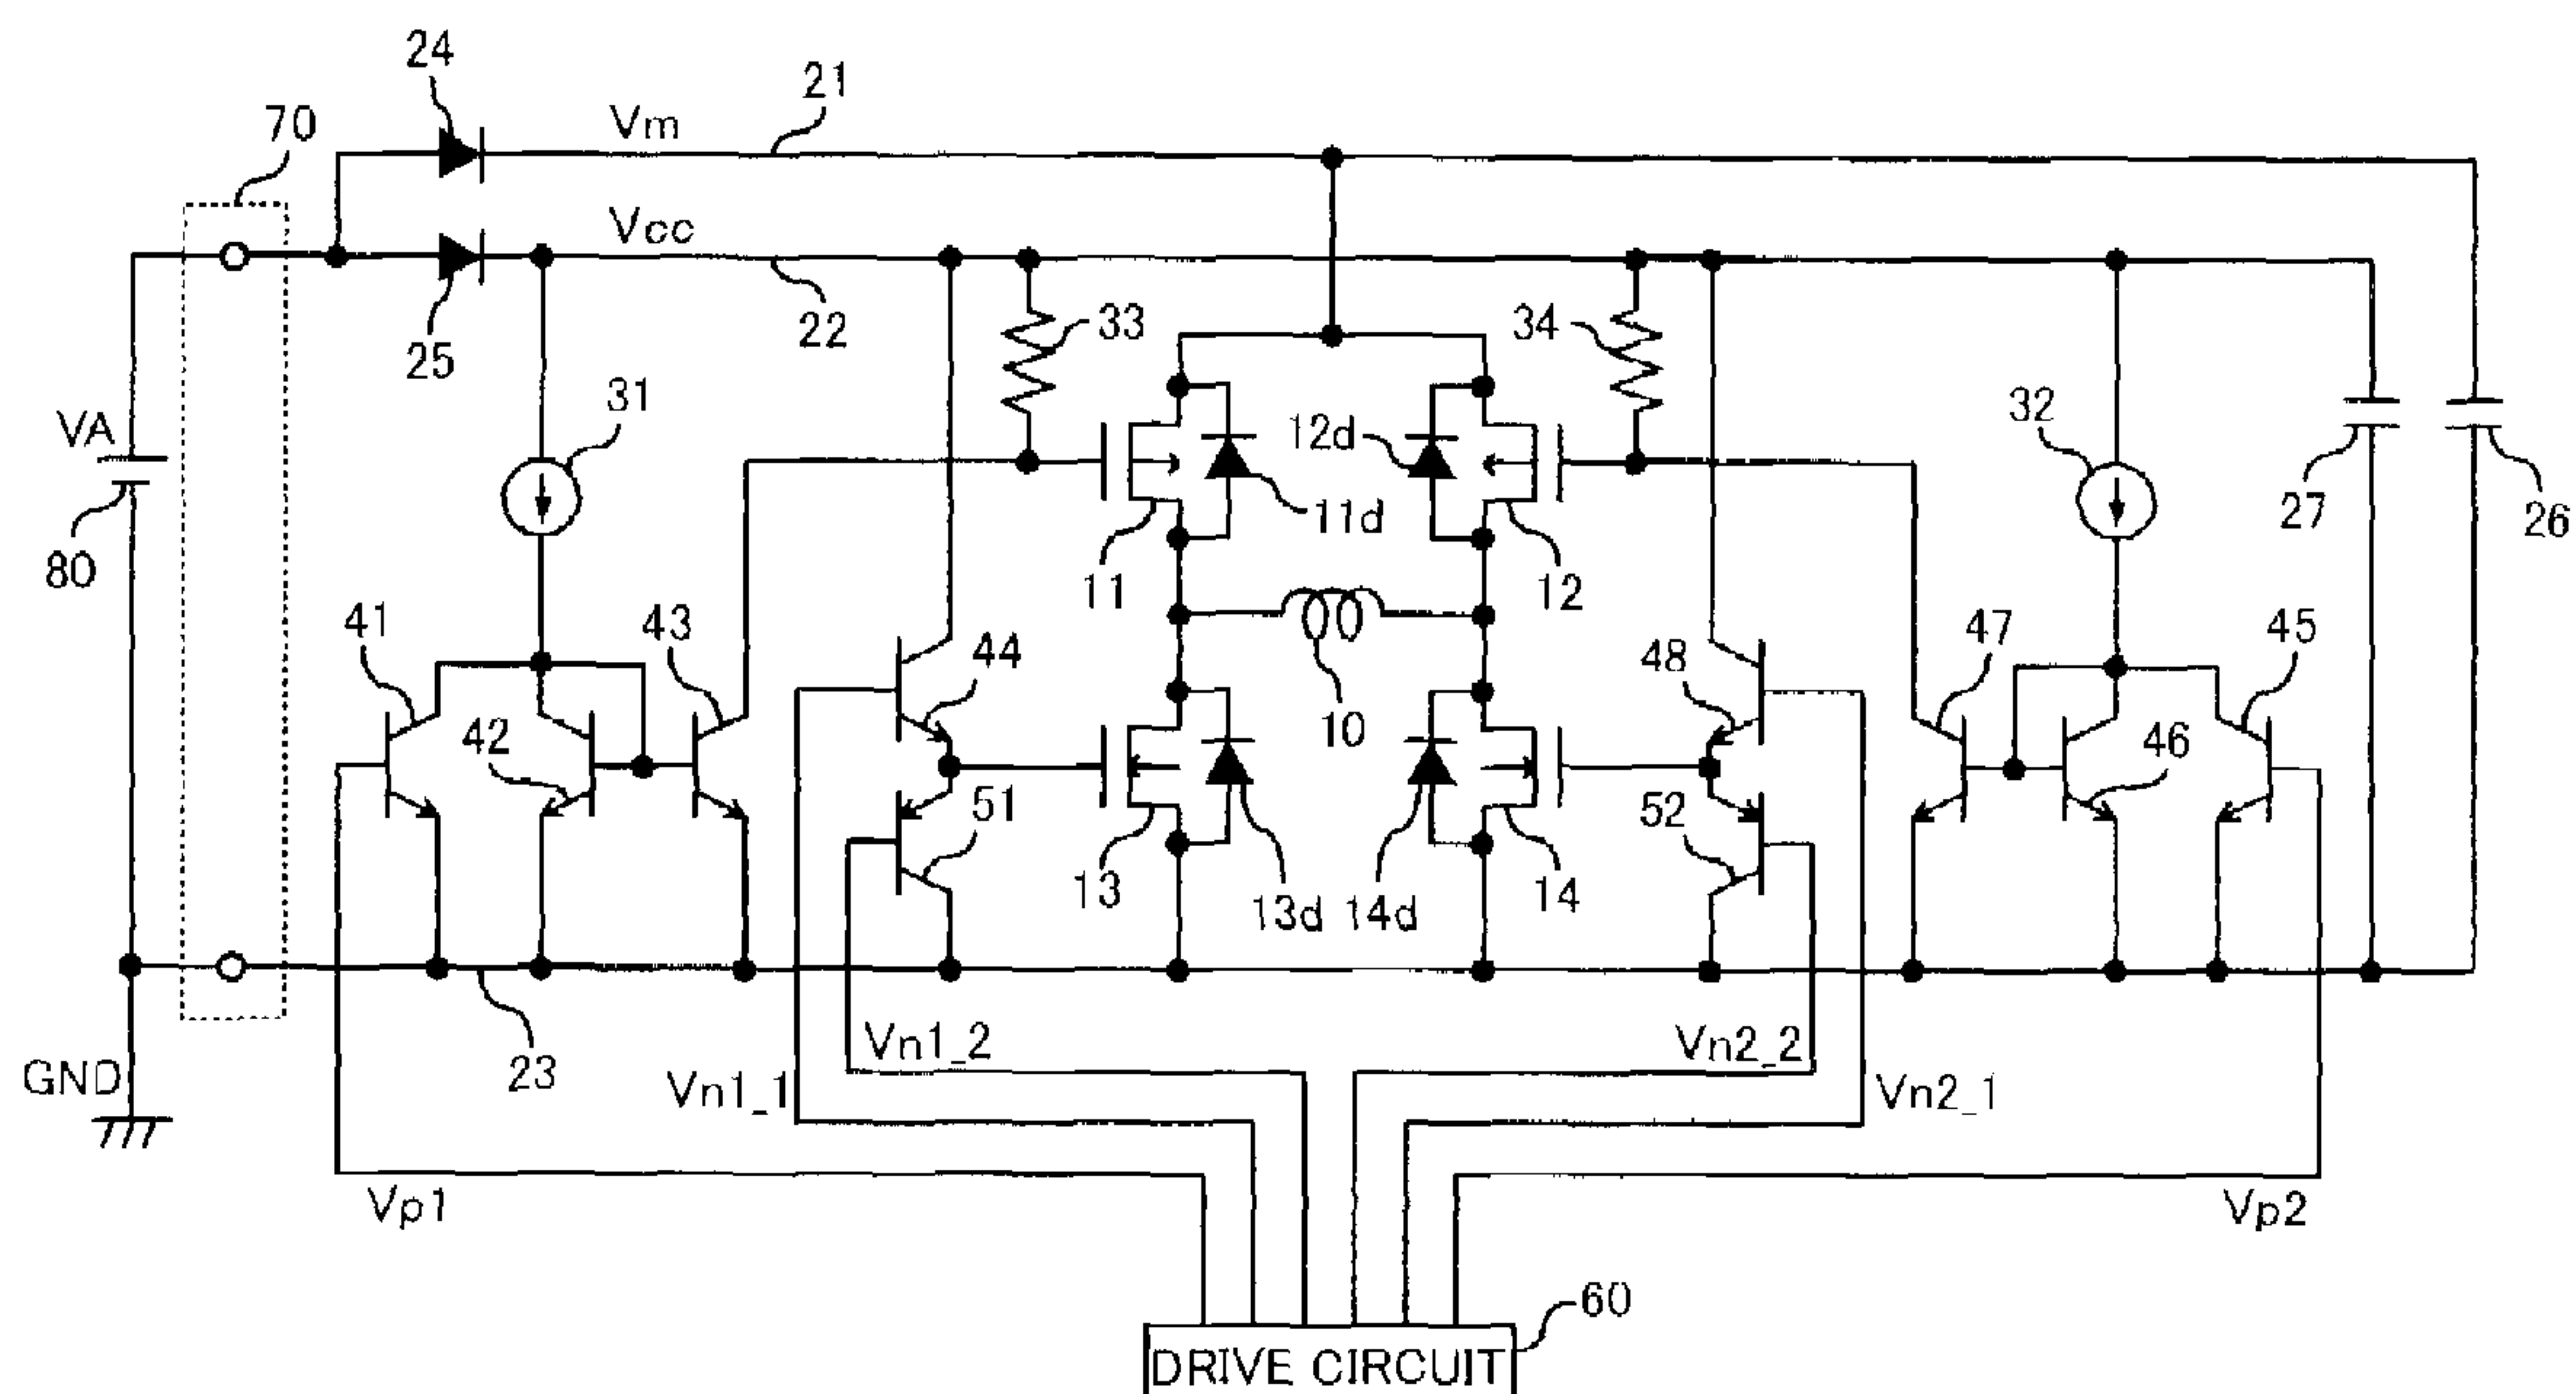 24
21
70
Vm
Vcc
25
22
33
34
VA
31
12d
32
11d
27
26
80
11
12
41
43
44
48
47
45
10
42
46
51
52
13
14
13d
14d
GND
23
Vn1_2
Vn2_2
Vn1_1
Vn2_1
Vp1
Vp2
60
DRIVE CIRCUIT